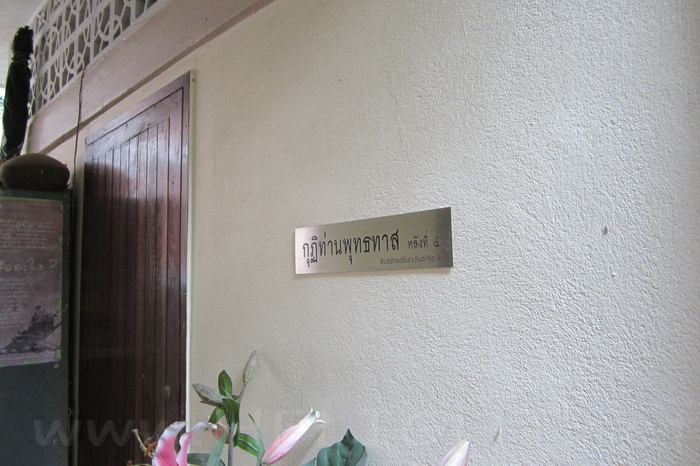 กุฏิท่านพุทธทาส หลังที่ ๔
Buddhadāsa's Kuti No. 4